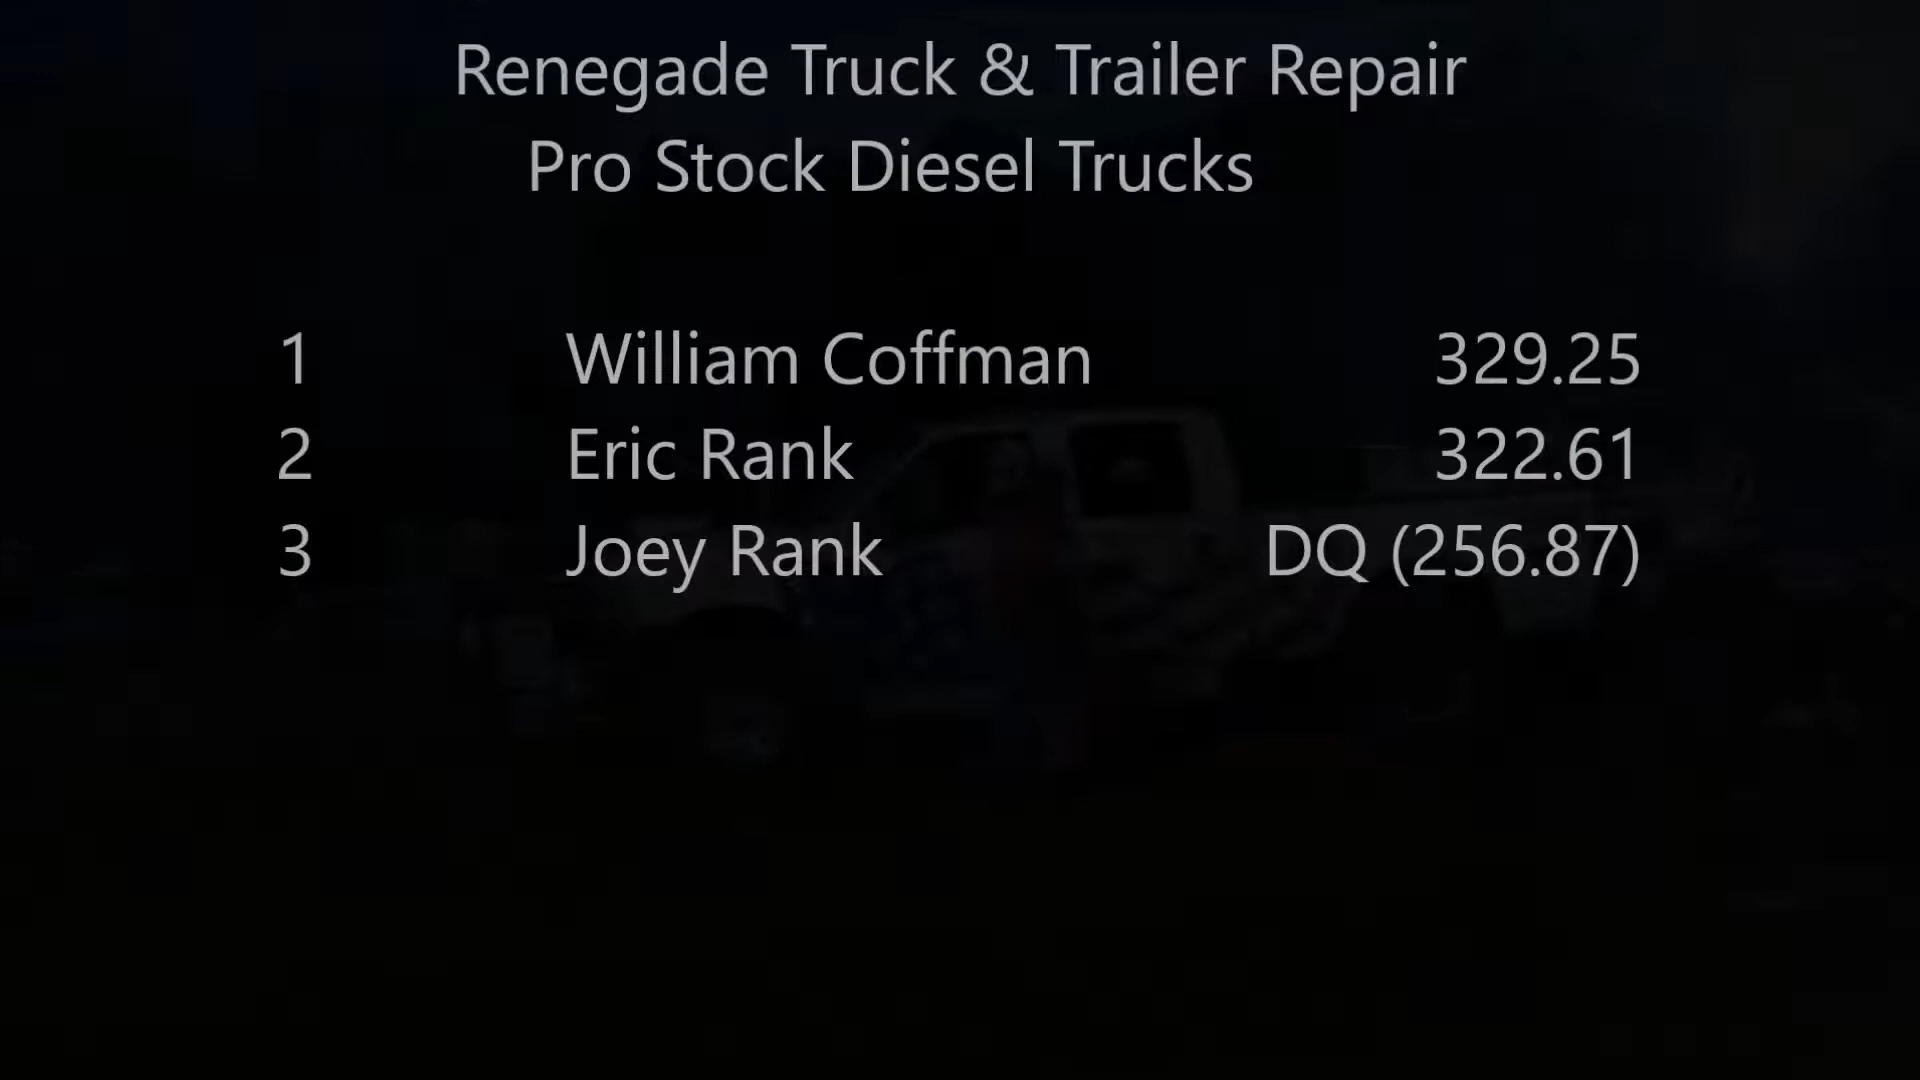 Renegade Truck & Trailer Repair
Pro Stock Diesel Trucks
1 William Coffman 329.25
2 Eric Rank 322.61
3 Joey Rank DQ (256.87)